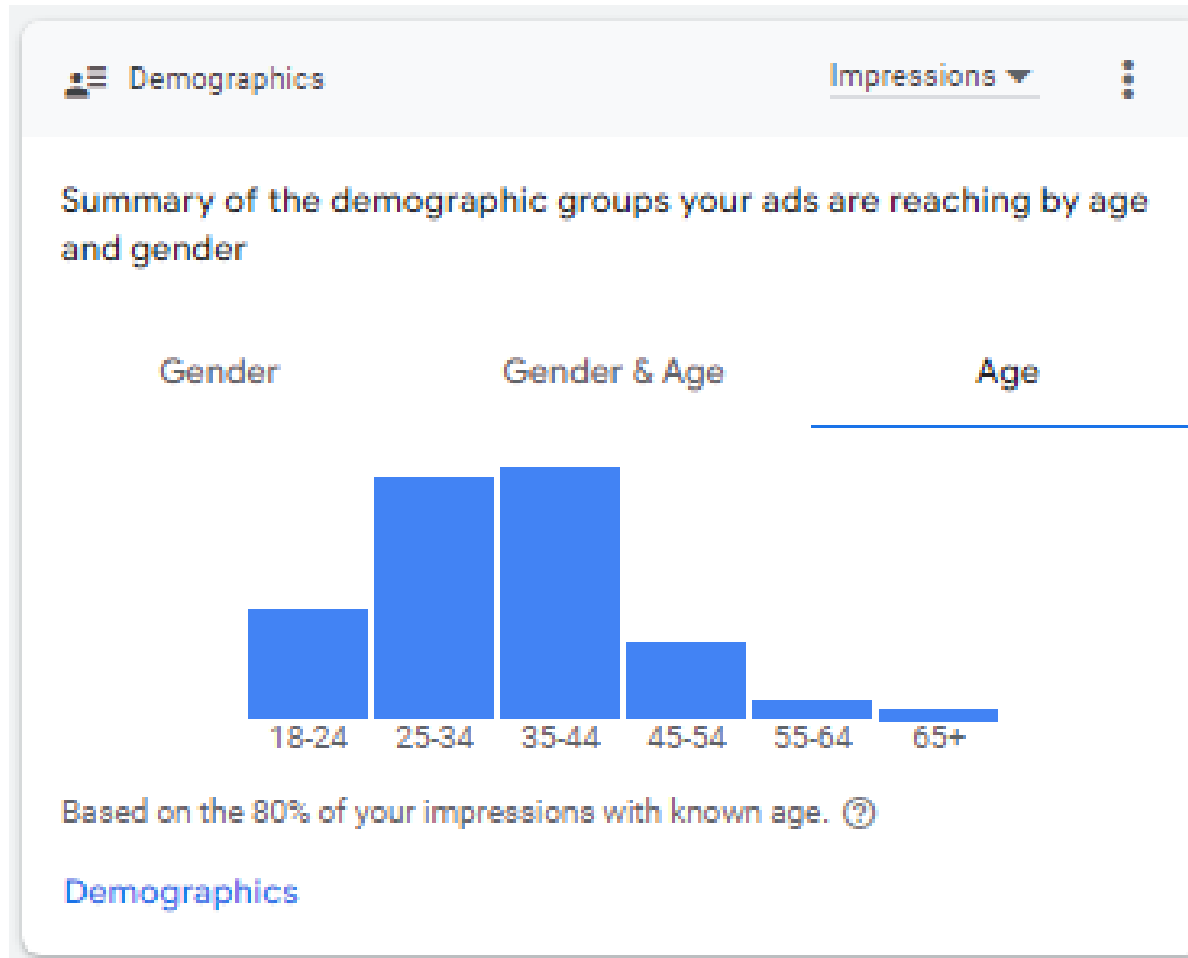 Demographics
Impressions
Summary of the demographic groups your ads are reaching by age
and gender
Gender
Gender & Age
Age
18-24
25-34
35-44
45-54
55-64
65+
Based on the 80% of your impressions with known age. ?
Demographics